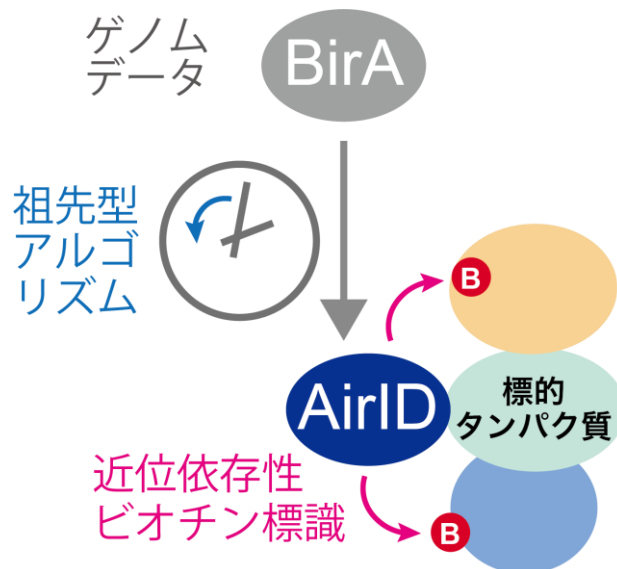 ゲノム
データ
BirA
祖先型
アルゴ
リズム
B
AirID
標的
タンパク質
近位依存性
ビオチン標識
B